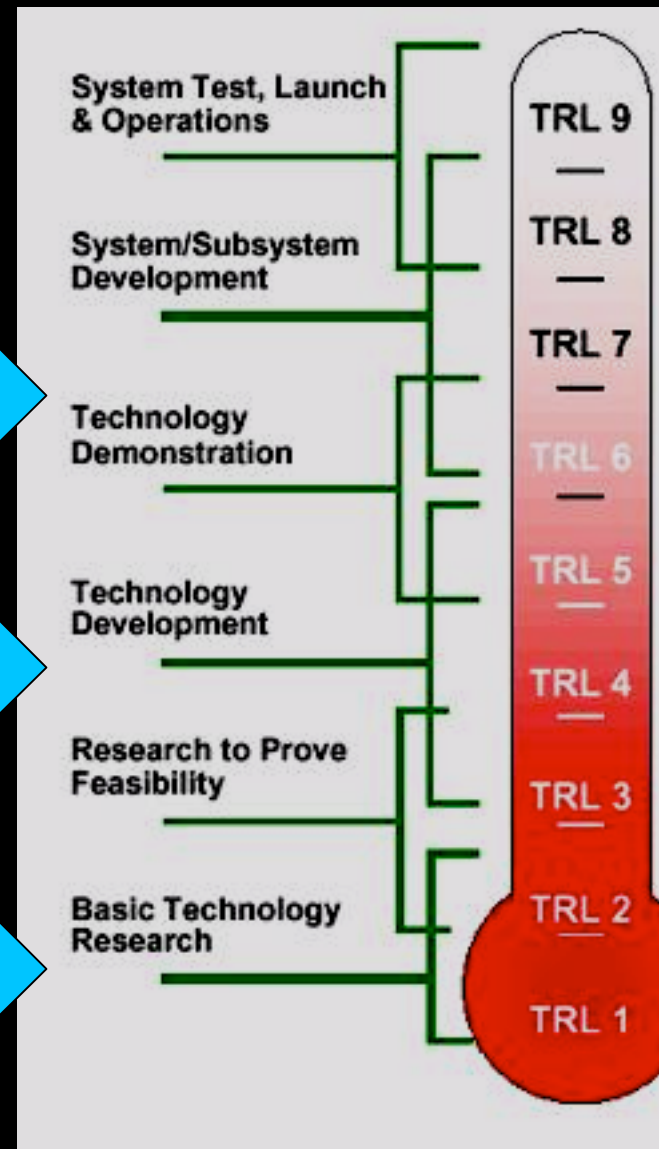 System Test, Launch
& Operations
System/Subsystem
Development
Technology
Demonstration
Technology
Development
Research to Prove
Feasibility
Basic Technology
Research
TRL 9
TRL 8
TRL 7
TRL 6
TRL 5
TRL 4
TRL 3
TRL 2
TRL 1